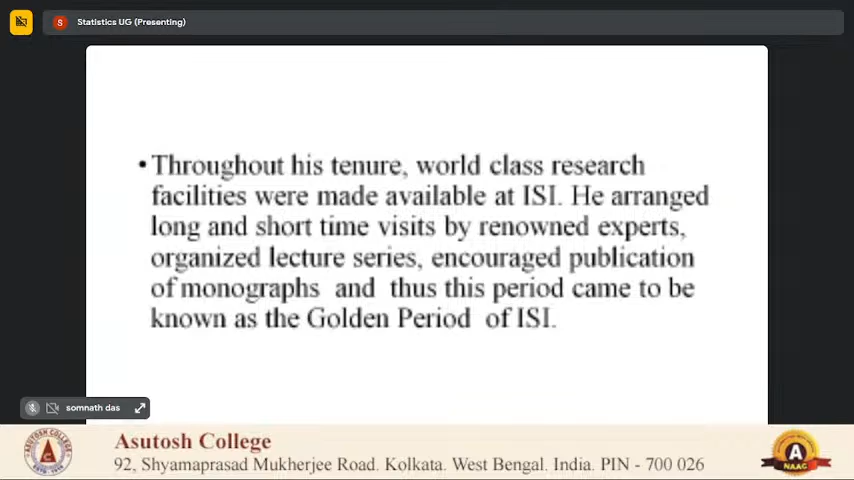 S Statistics UG (Presenting)
• Throughout his tenure, world class research
facilities were made available at ISI. He arranged
long and short time visits by renowned experts,
organized lecture series, encouraged publication
of monographs and thus this period came to be
known as the Golden Period of ISI.
somnath das
ASUTOSH COLLEGE
Asutosh College
92, Shyamaprasad Mukherjee Road. Kolkata. West Bengal. India. PIN - 700 026
A
NAAC